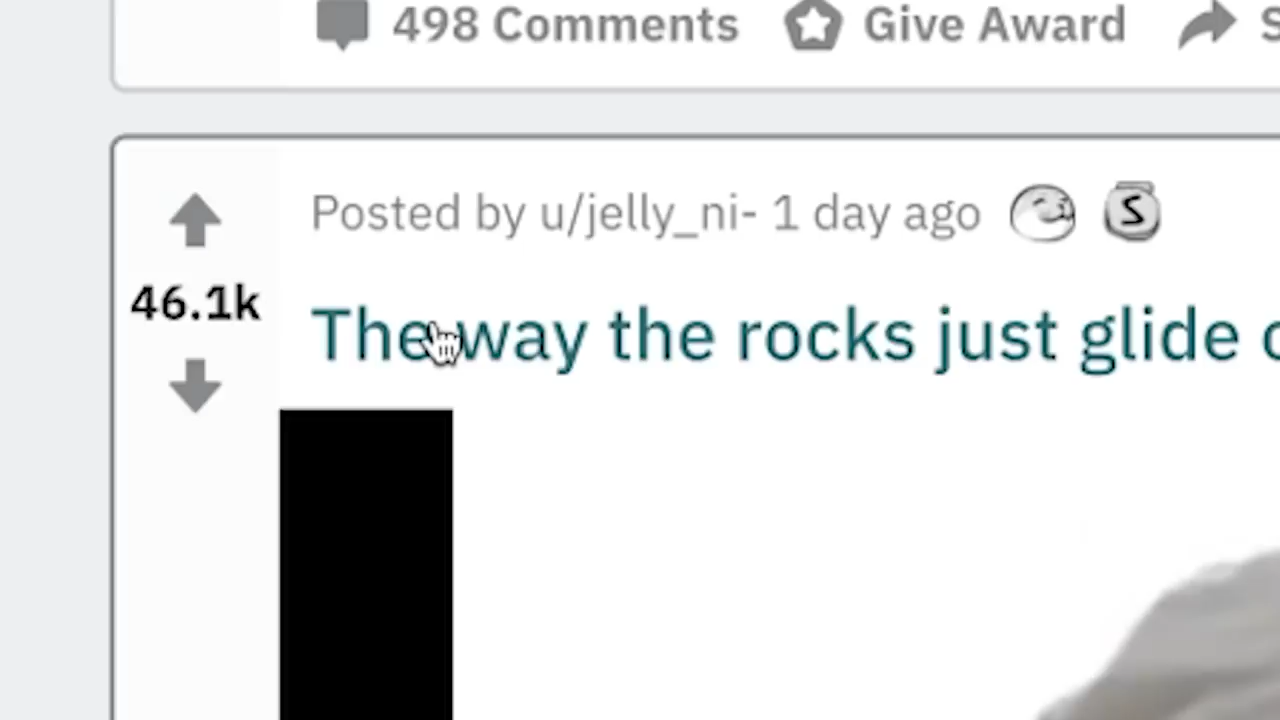 498 Comments Give Award
Posted by u/jelly_ni- 1 day ago
46.1k
The way the rocks just glide